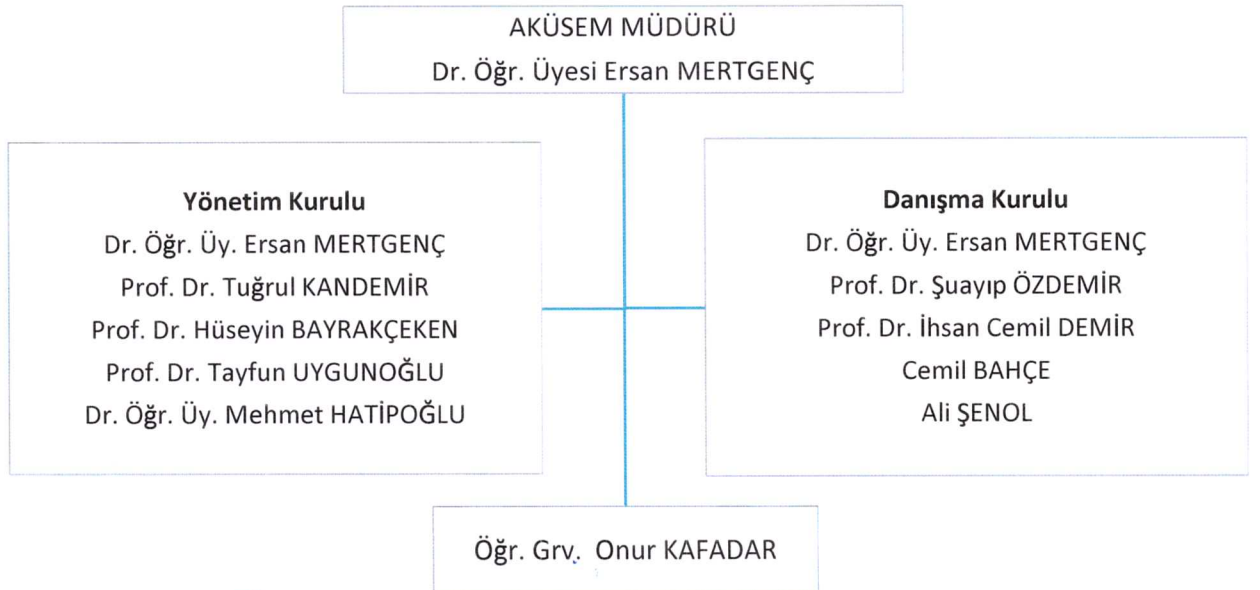 AKÜSEM MÜDÜRÜ
Dr. Öğr. Üyesi Ersan MERTGENÇ
Yönetim Kurulu
Dr. Öğr. Üy. Ersan MERTGENÇ
Prof. Dr. Tuğrul KANDEMİR
Prof. Dr. Hüseyin BAYRAKÇEKEN
Prof. Dr. Tayfun UYGUNOĞLU
Dr. Öğr. Üy. Mehmet HATİPOĞLU
Danışma Kurulu
Dr. Öğr. Üy. Ersan MERTGENÇ
Prof. Dr. Şuayıp ÖZDEMİR
Prof. Dr. İhsan Cemil DEMİR
Cemil BAHÇE
Ali ŞENOL
Öğr. Grv. Onur KAFADAR